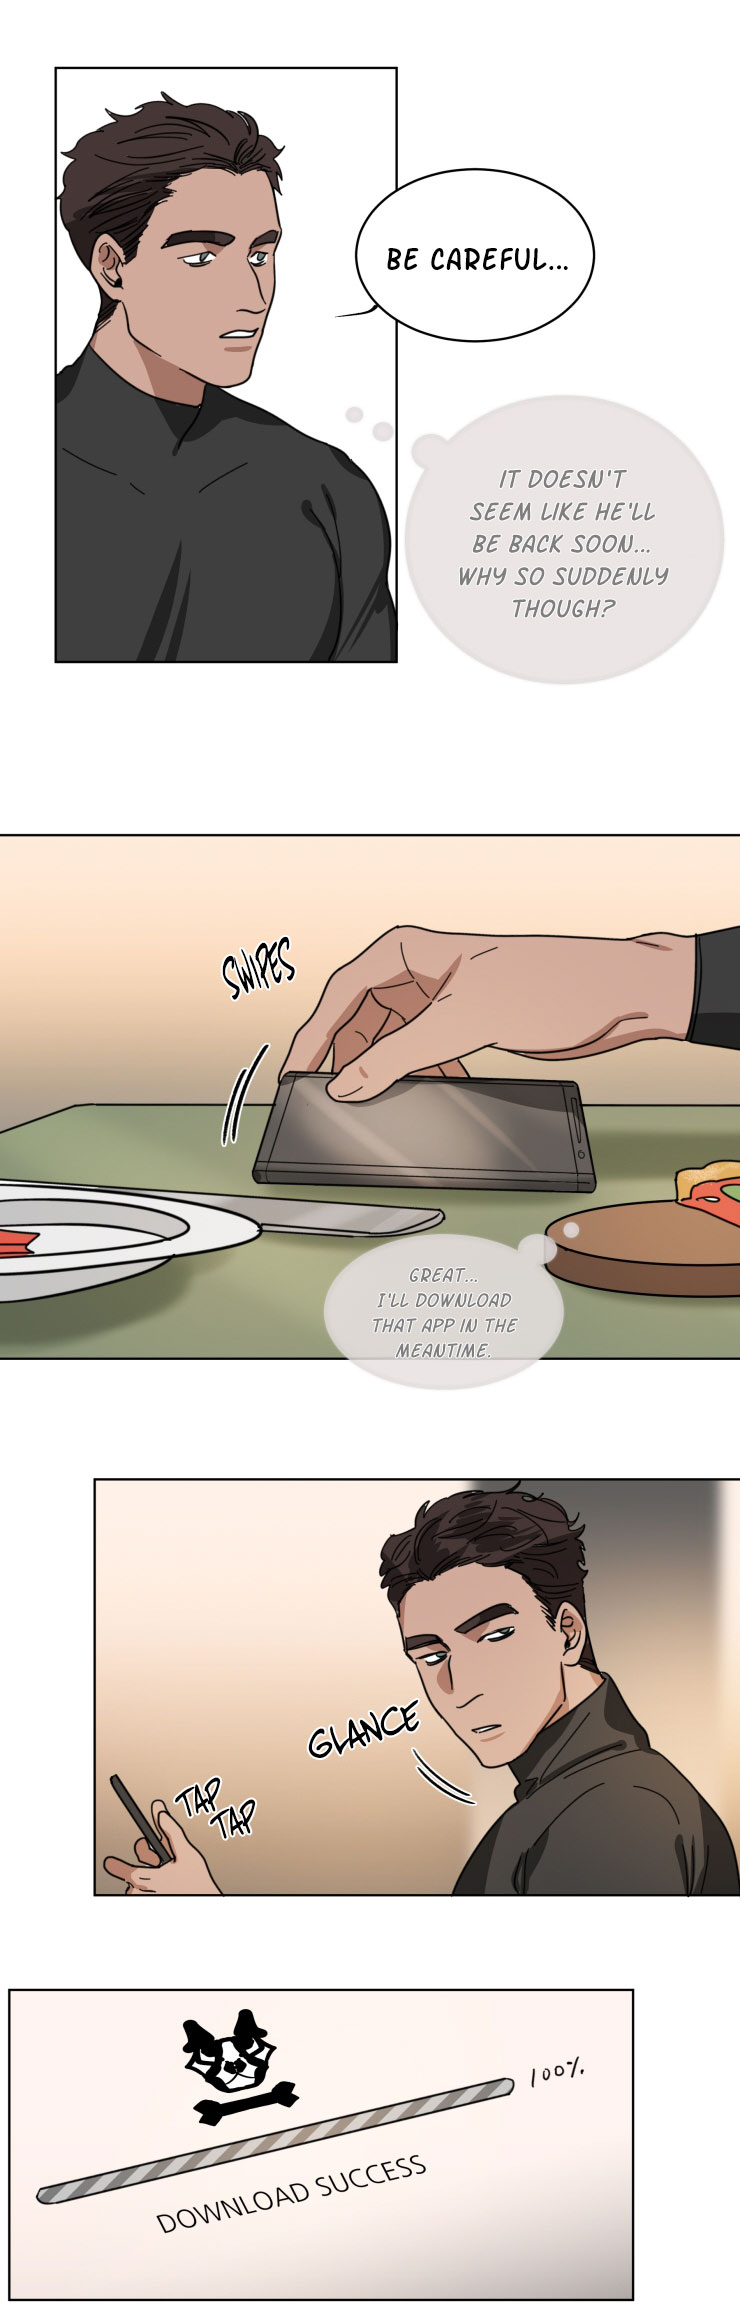 BE CAREFUL...
IT DOESN'T
SEEM LIKE HE'LL
BE BACK SOON...
WHY SO SUDDENLY
THOUGH?
SWIPES
GREAT...
I'LL DOWNLOAD
THAT APP IN THE
MEANTIME.
GLANCE
TAP
TAP
100%
DOWNLOAD SUCCESS